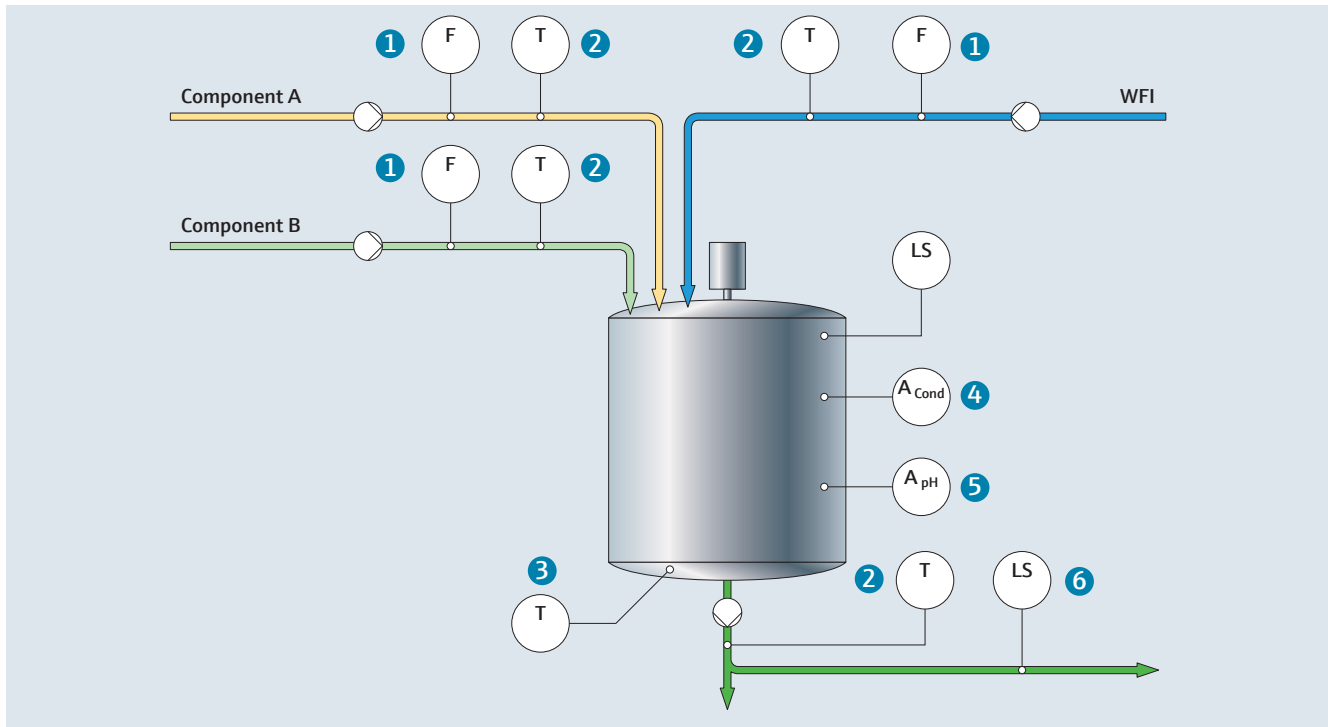 1 F T 2
2 T F 1
Component A
WFI
1 F T 2
Component B
LS
A Cond 4
A pH 5
3
T
2 T
LS 6